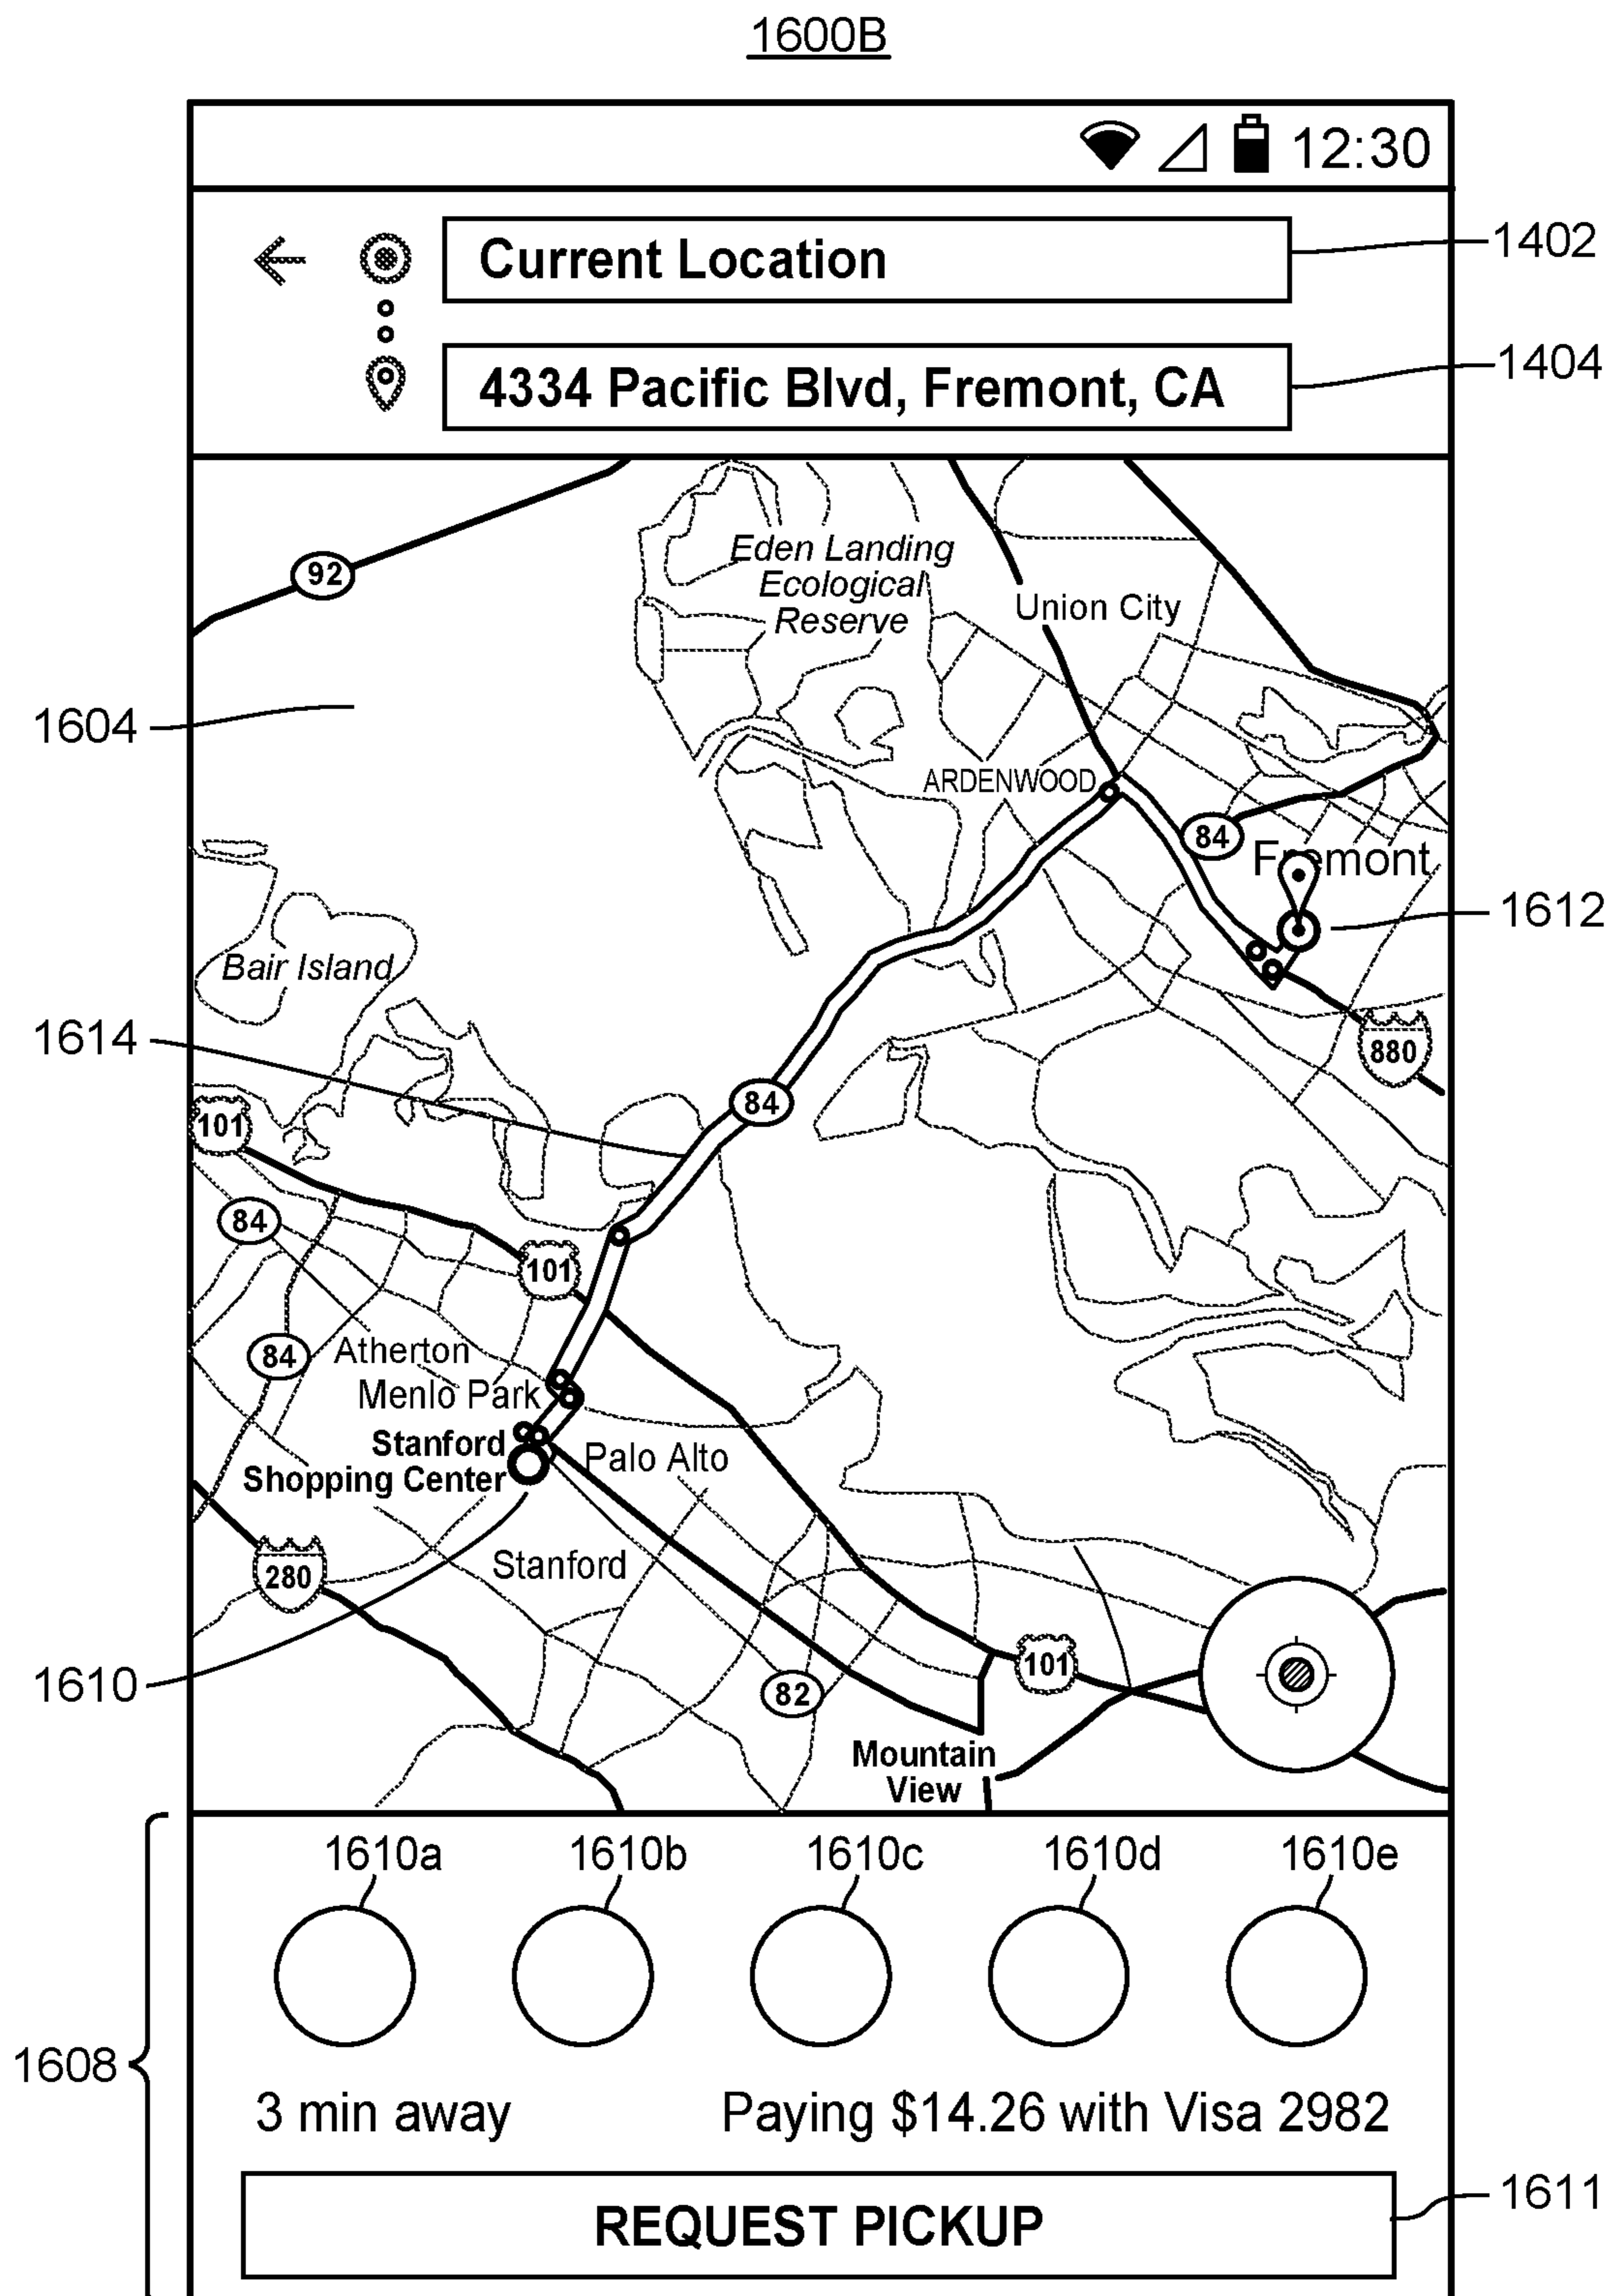 1600B
12:30
Current Location
1402
4334 Pacific Blvd, Fremont, CA
1404
Eden Landing
Ecological
Reserve
92
Union City
1604
ARDENWOOD
84
Fremont
1612
Bair Island
1614
880
84
101
84
101
84
Atherton
Menlo Park
Stanford
Shopping Center
Palo Alto
Stanford
280
1610
101
82
Mountain
View
1610a 1610b 1610c 1610d 1610e
1608
3 min away Paying $14.26 with Visa 2982
1611
REQUEST PICKUP